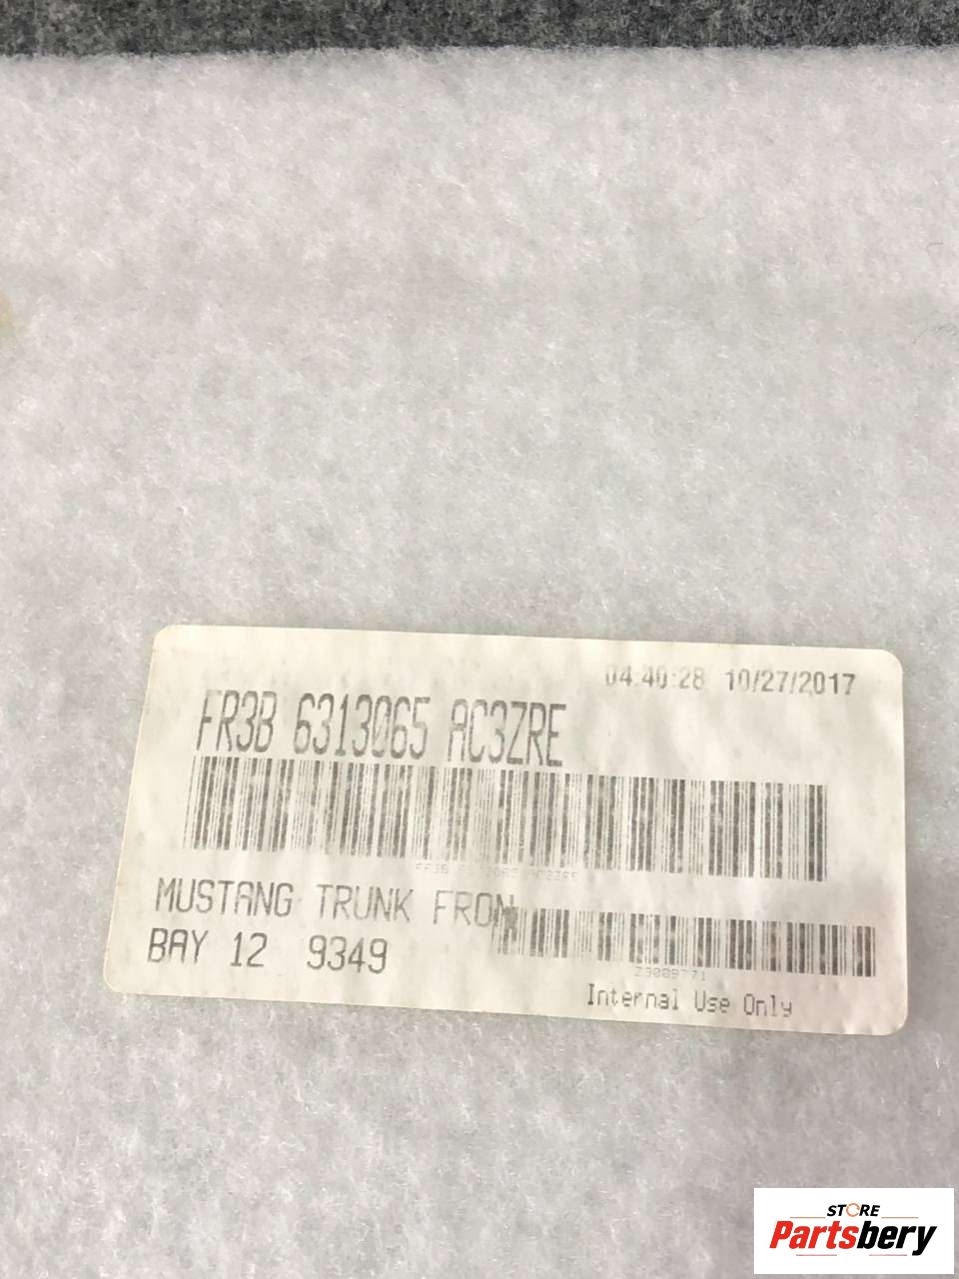 04:40:28 10/27/2017
FR3B 6313065 AC3ZRE
MUSTANG TRUNK FRON
BAY 12 9349
Internal Use Only
STORE
Partsbery